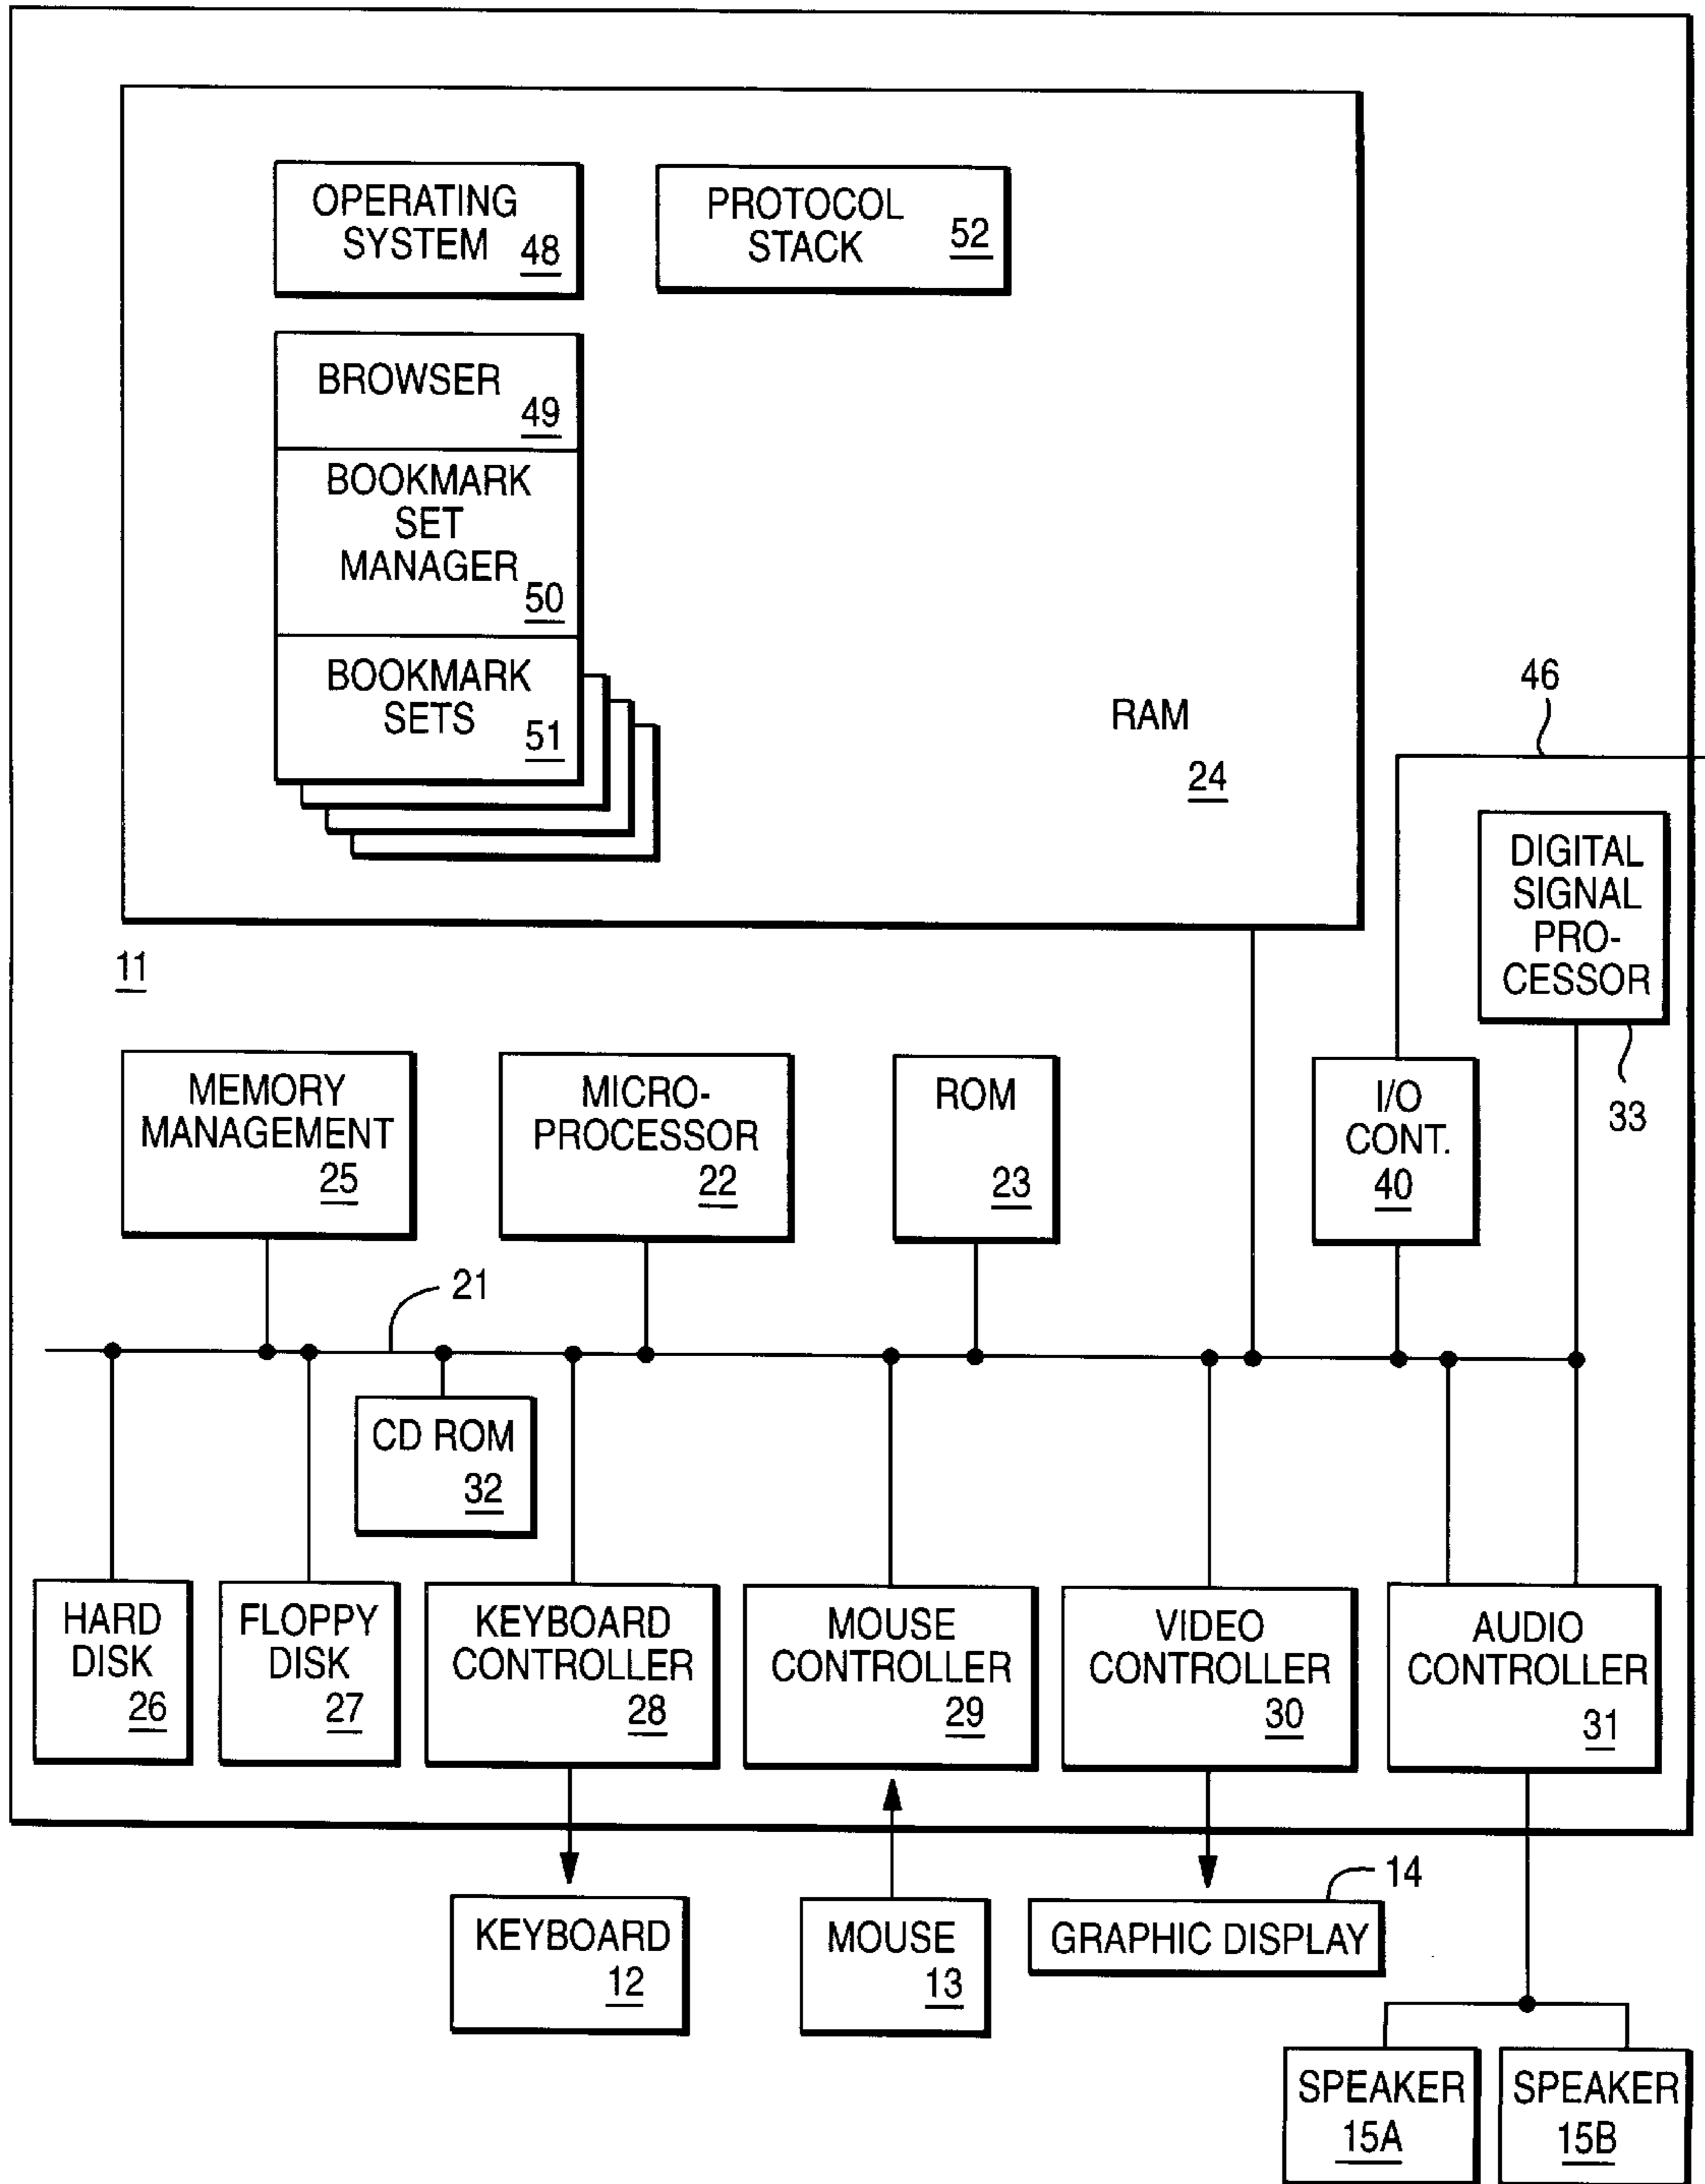 OPERATING
SYSTEM 48
PROTOCOL
STACK 52
BROWSER
49
BOOKMARK
SET
MANAGER
50
BOOKMARK
SETS
51
RAM
24
46
DIGITAL
SIGNAL
PRO-
CESSOR
33
11
MEMORY
MANAGEMENT
25
MICRO-
PROCESSOR
22
ROM
23
I/O
CONT.
40
21
CD ROM
32
HARD
DISK
26
FLOPPY
DISK
27
KEYBOARD
CONTROLLER
28
MOUSE
CONTROLLER
29
VIDEO
CONTROLLER
30
AUDIO
CONTROLLER
31
KEYBOARD
12
MOUSE
13
14
GRAPHIC DISPLAY
SPEAKER
15A
SPEAKER
15B